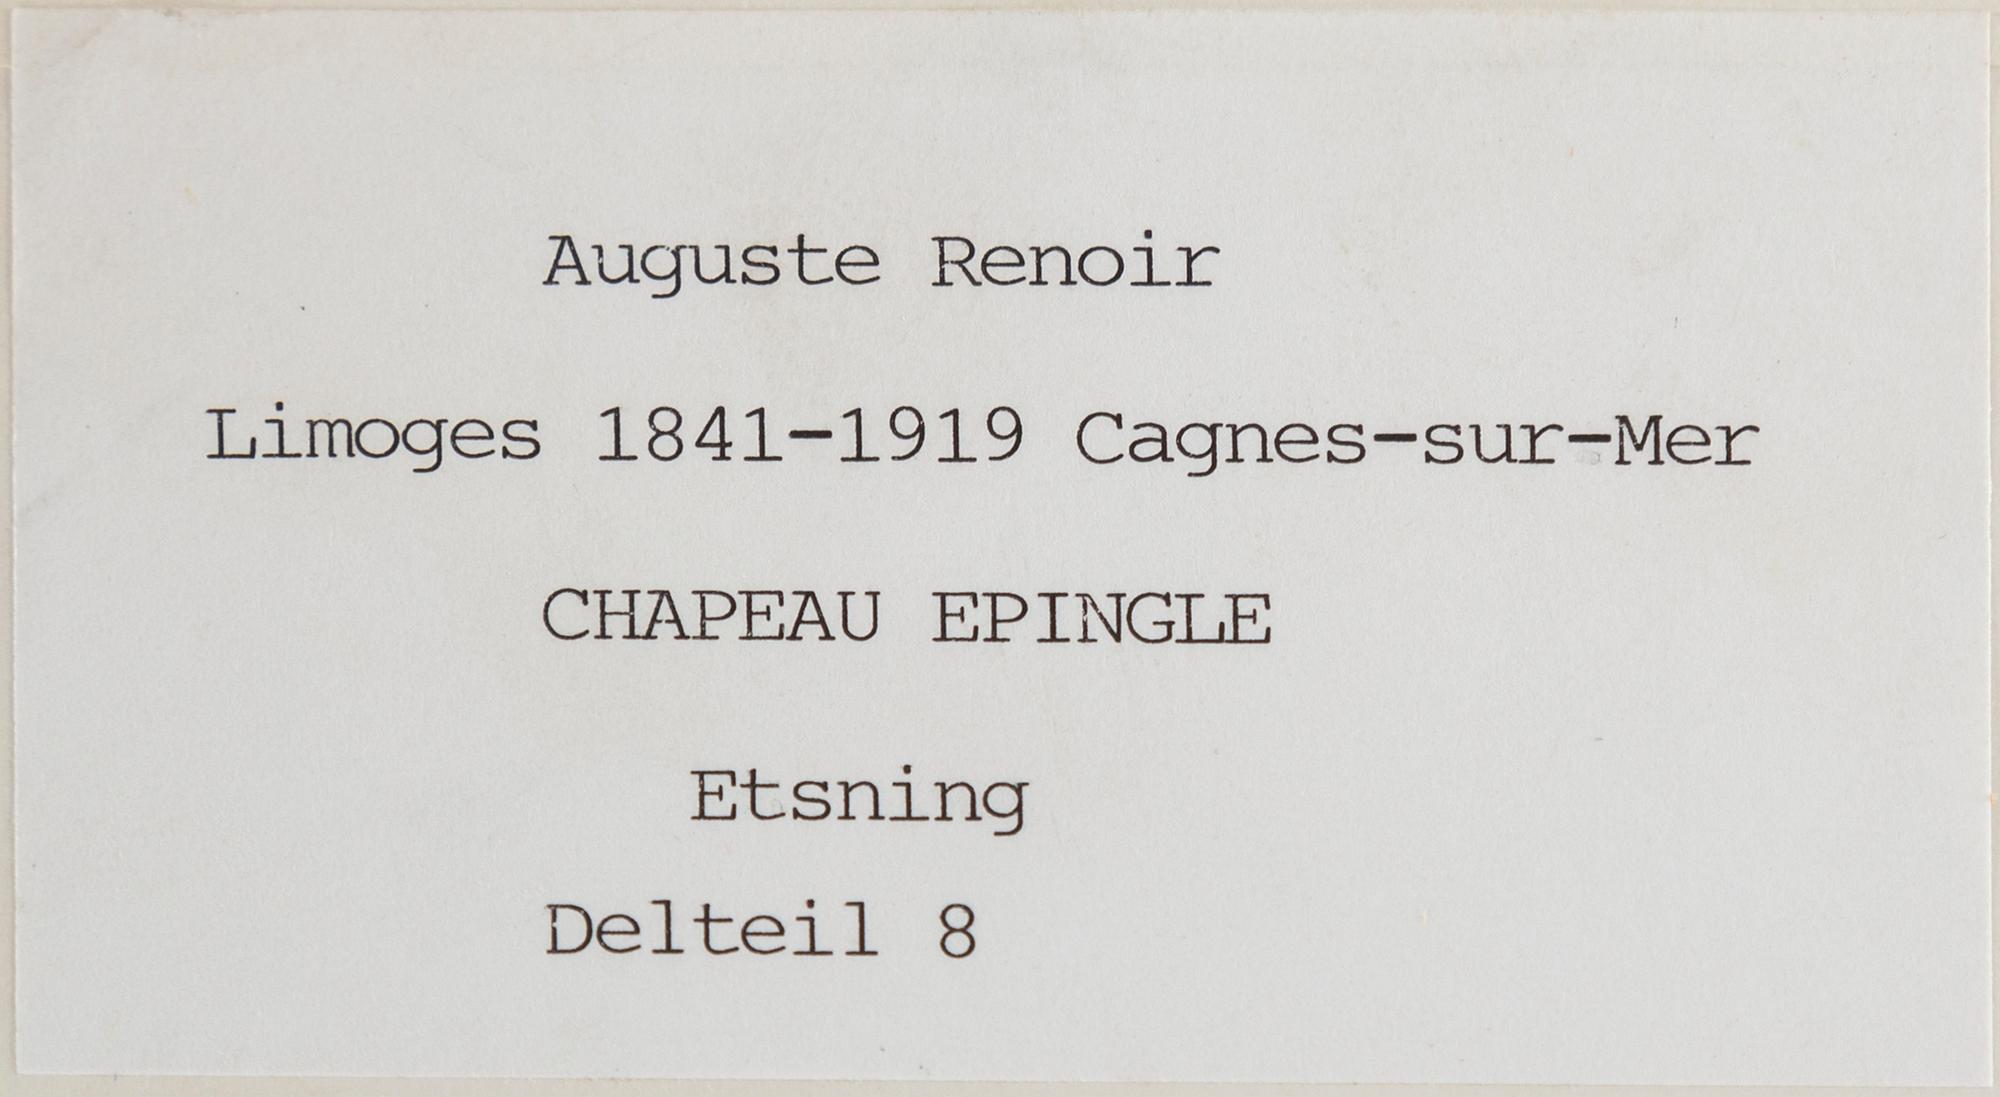 Auguste Renoir
Limoges 1841-1919 Cagnes-sur-Mer
CHAPEAU EPINGLE
Etsning
Delteil 8